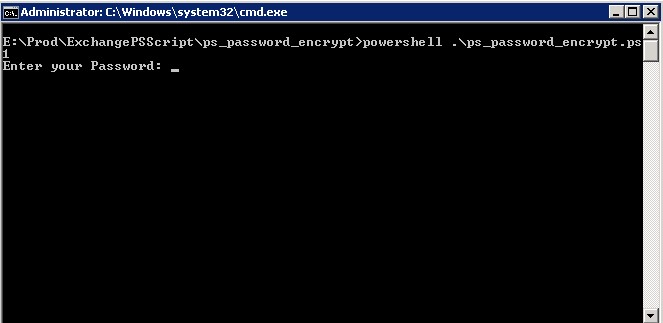 Administrator: C:\Windows\system32\cmd.exe
E:\Prod\ExchangePSScript\ps_password_encrypt>powershell .\ps_password_encrypt.ps
1
Enter your Password: _